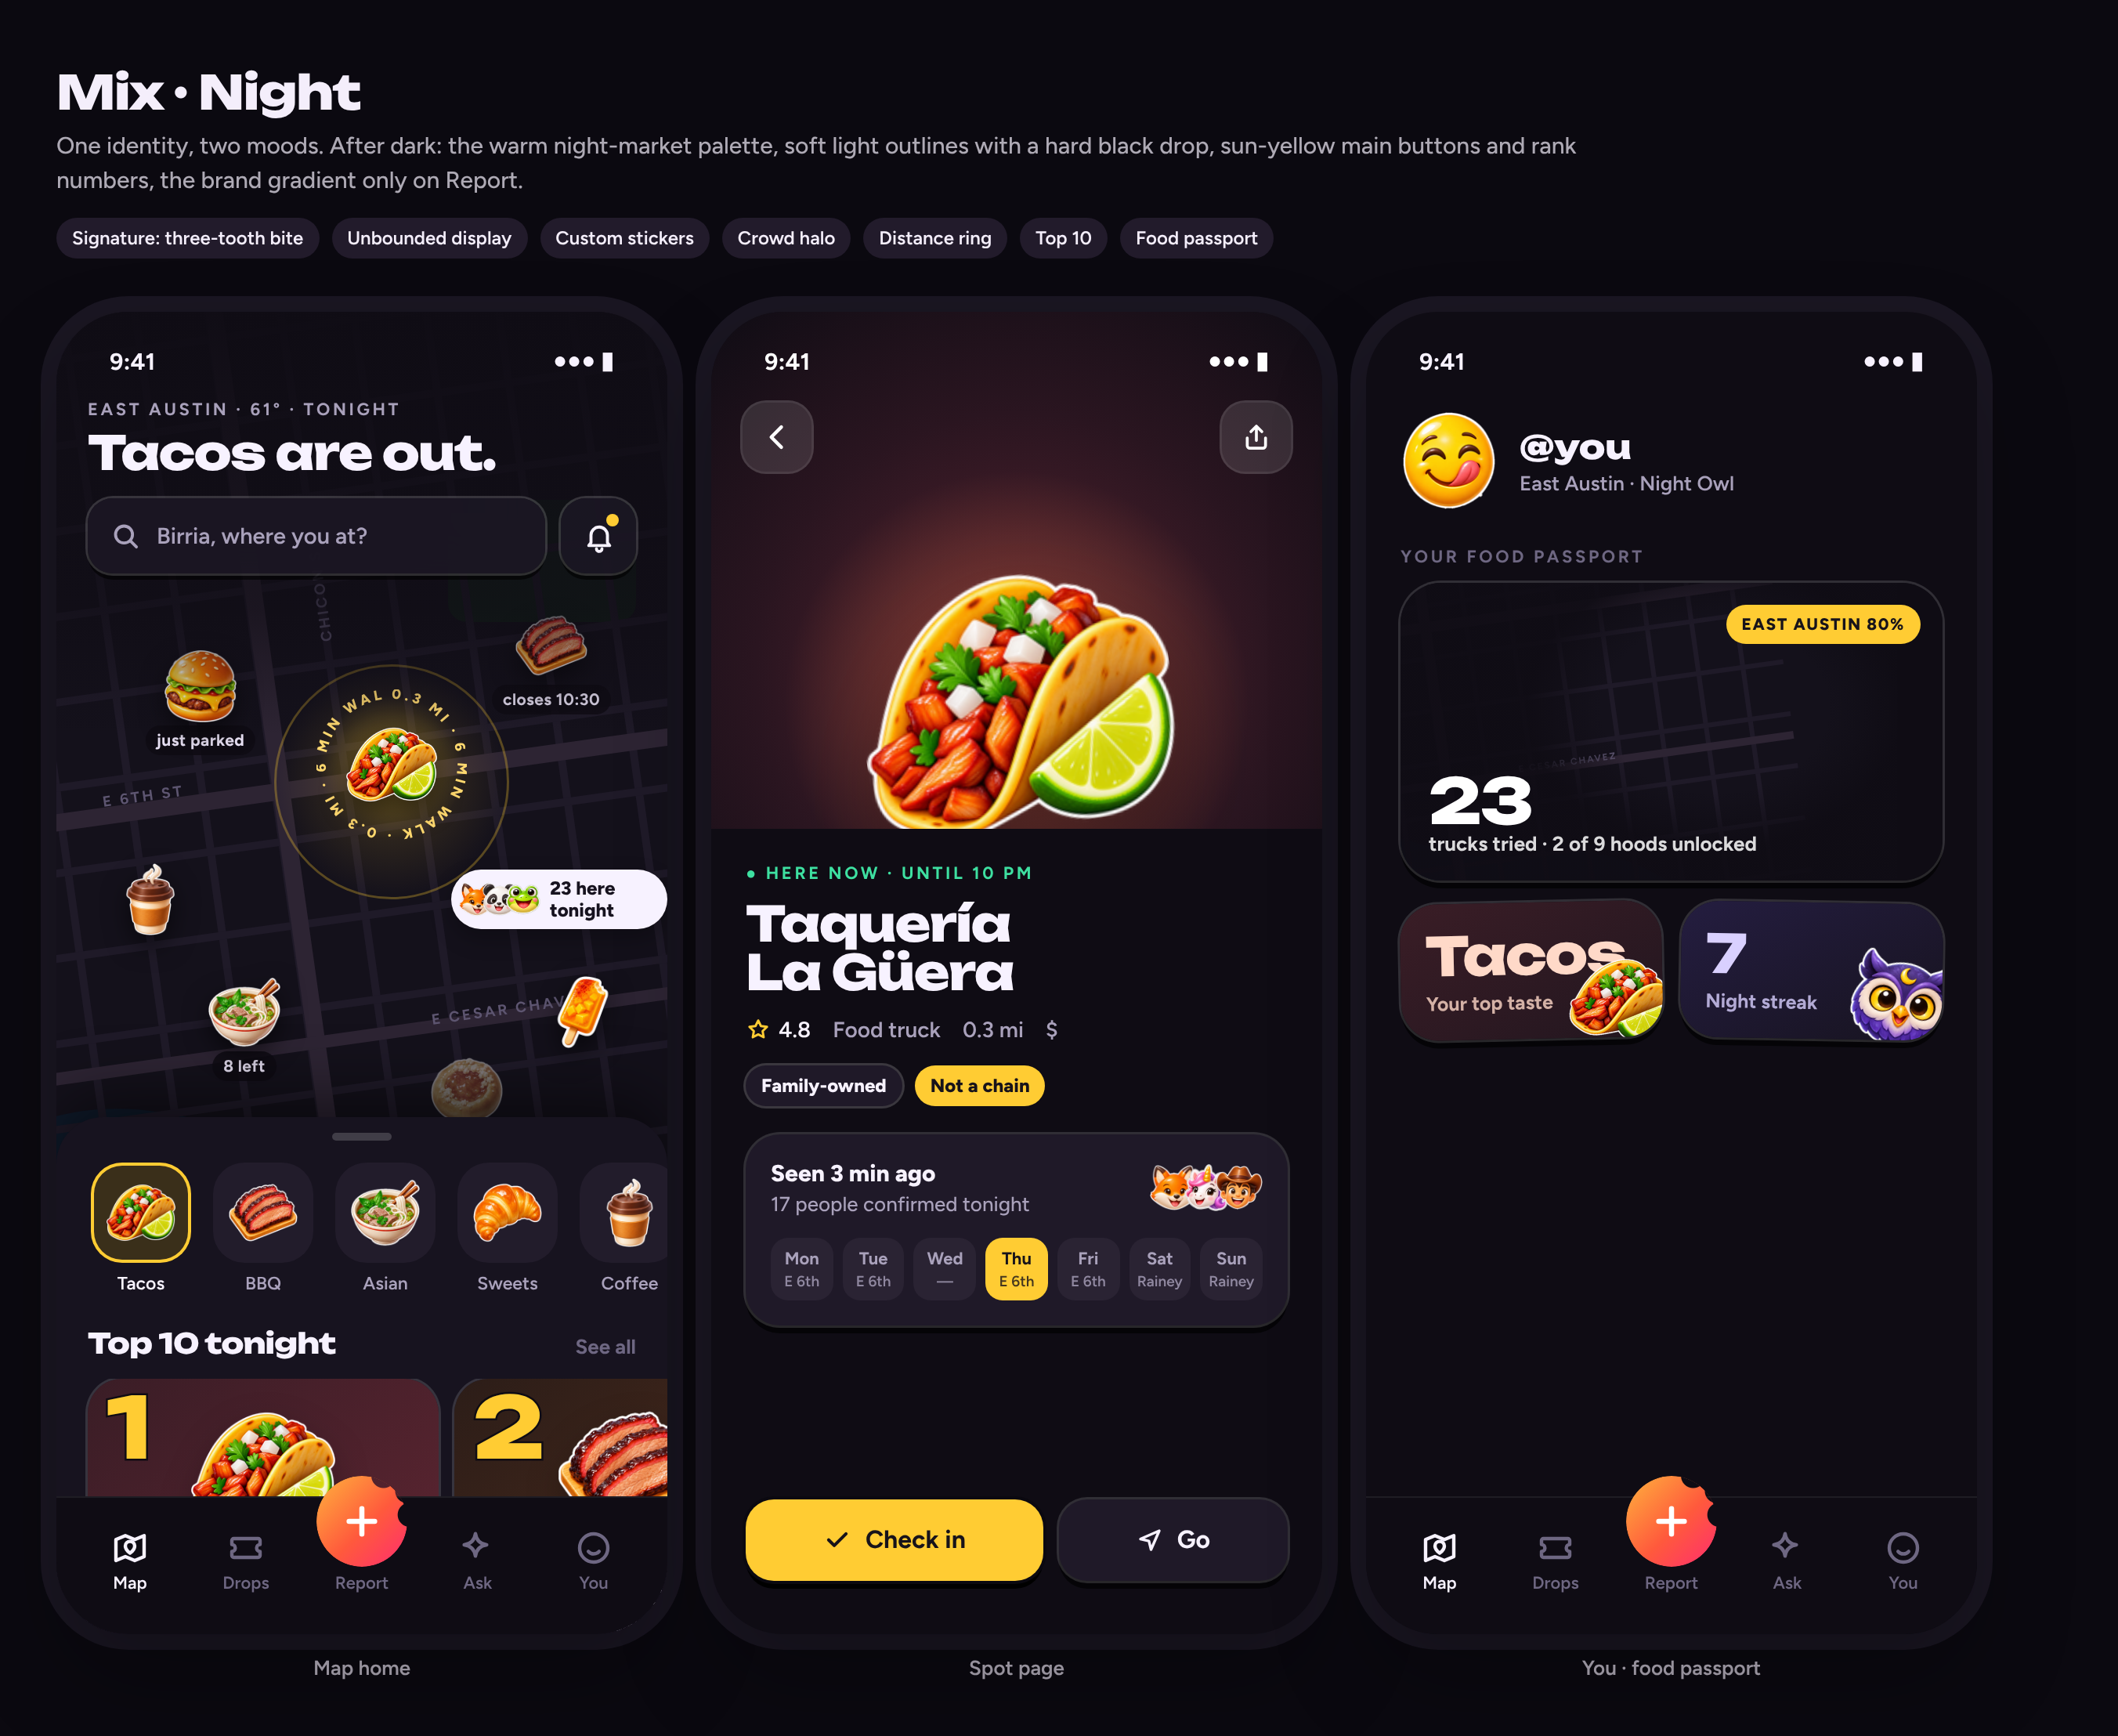 Mix · Night
One identity, two moods. After dark: the warm night-market palette, soft light outlines with a hard black drop, sun-yellow main buttons and rank
numbers, the brand gradient only on Report.
Signature: three-tooth bite
Unbounded display
Custom stickers
Crowd halo
Distance ring
Top 10
Food passport
9:41
EAST AUSTIN · 61° · TONIGHT
Tacos are out.
Birria, where you at?
CHICO
closes 10:30
just parked
0.3 MI · 6 MIN WALK · 0.3 MI · 6 MIN WAL
E 6TH ST
23 here
tonight
E CESAR CHAV
8 left
Tacos
BBQ
Asian
Sweets
Coffee
Top 10 tonight
See all
1
2
Map
Drops
Report
Ask
You
Map home
9:41
• HERE NOW · UNTIL 10 PM
Taquería
La Güera
4.8 Food truck 0.3 mi $
Family-owned
Not a chain
Seen 3 min ago
17 people confirmed tonight
Mon Tue Wed Thu Fri Sat Sun
E 6th E 6th — E 6th E 6th Rainey Rainey
Check in
Go
Spot page
9:41
@you
East Austin · Night Owl
YOUR FOOD PASSPORT
EAST AUSTIN 80%
CHAVEZ
23
trucks tried · 2 of 9 hoods unlocked
Tacos
Your top taste
7
Night streak
Map
Drops
Report
Ask
You
You · food passport